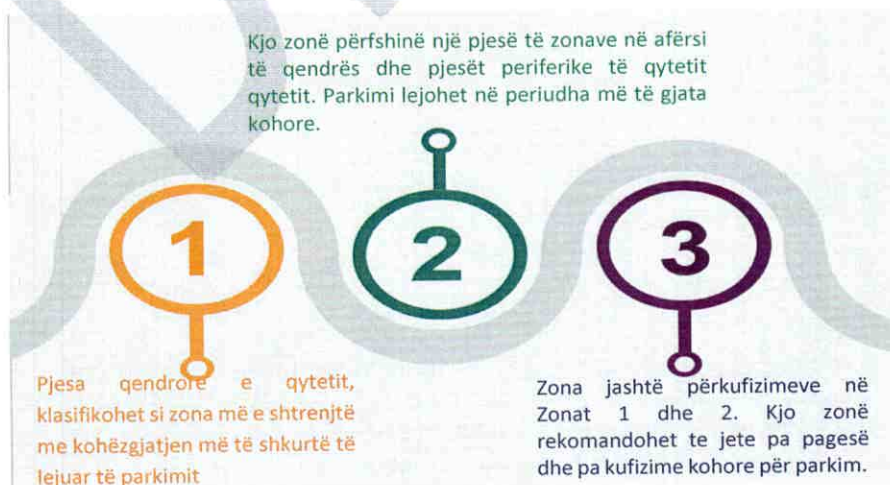 Kjo zonë përfshinë një pjesë të zonave në afërsi
të qendrës dhe pjesët periferike të qytetit
qytetit. Parkimi lejohet në periudha më të gjata
kohore.
1
2
3
Pjesa qendrore e qytetit,
klasifikohet si zona më e shtrenjtë
me kohëzgjatjen më të shkurtë të
lejuar të parkimit
Zona jashtë përkufizimeve në
Zonat 1 dhe 2. Kjo zonë
rekomandohet te jete pa pagesë
dhe pa kufizime kohore për parkim.